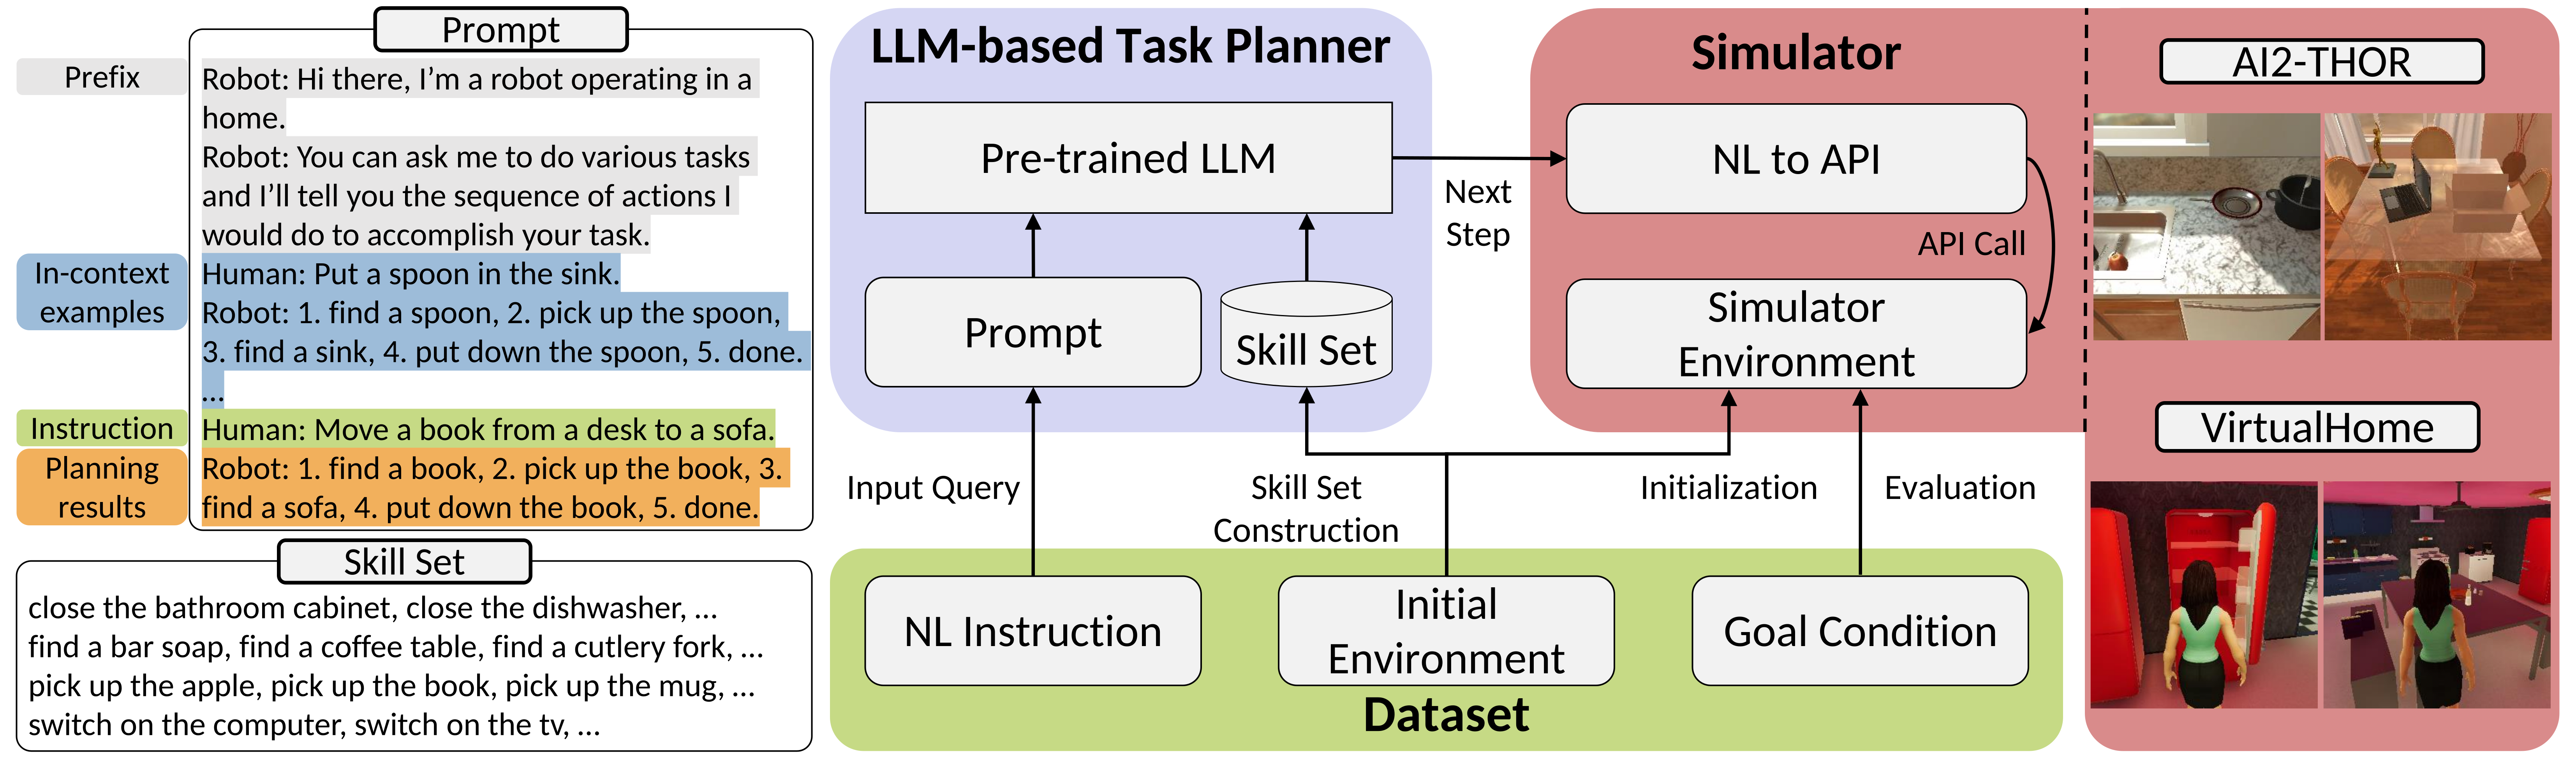 Prompt
Prefix
Robot: Hi there, I’m a robot operating in a
home.
Robot: You can ask me to do various tasks
and I’ll tell you the sequence of actions I
would do to accomplish your task.
In-context
examples
Human: Put a spoon in the sink.
Robot: 1. find a spoon, 2. pick up the spoon,
3. find a sink, 4. put down the spoon, 5. done.
...
Instruction
Human: Move a book from a desk to a sofa.
Planning
results
Robot: 1. find a book, 2. pick up the book, 3.
find a sofa, 4. put down the book, 5. done.
Skill Set
close the bathroom cabinet, close the dishwasher, ...
find a bar soap, find a coffee table, find a cutlery fork, ...
pick up the apple, pick up the book, pick up the mug, ...
switch on the computer, switch on the tv, ...
LLM-based Task Planner
Pre-trained LLM
Prompt
Skill Set
Next
Step
Simulator
NL to API
API Call
Simulator
Environment
Input Query
Skill Set
Construction
Initialization
Evaluation
NL Instruction
Initial
Environment
Goal Condition
Dataset
AI2-THOR
VirtualHome